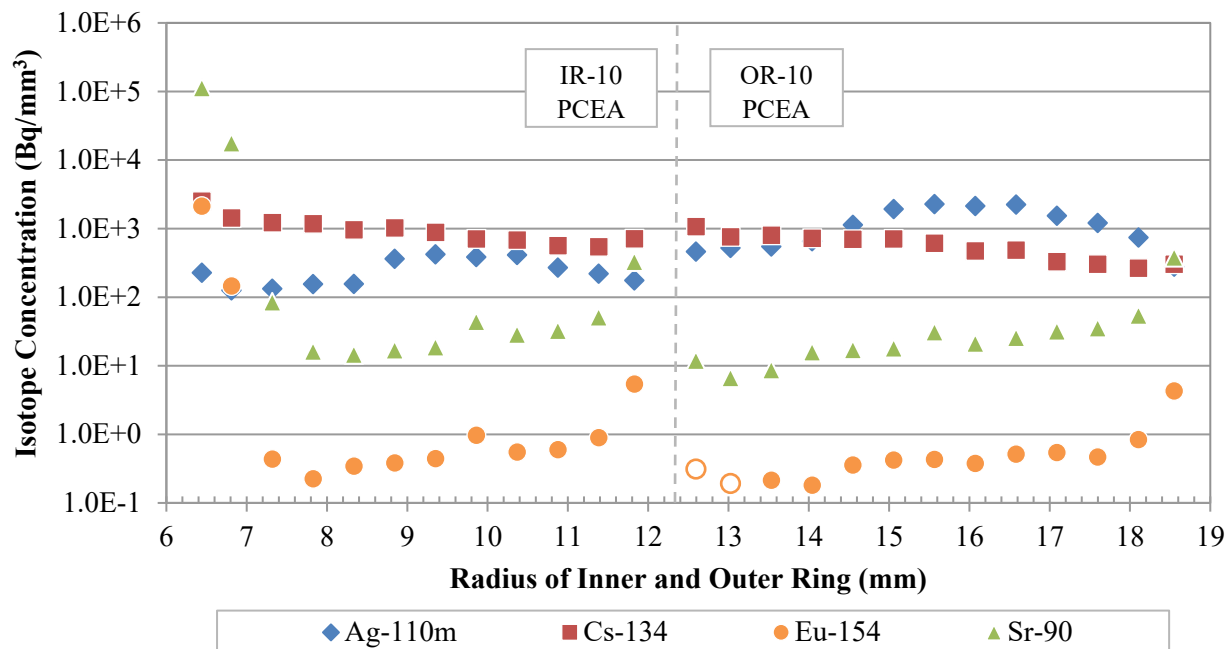 Isotope Concentration (Bq/mm³)
1.0E+6
1.0E+5
1.0E+4
1.0E+3
1.0E+2
1.0E+1
1.0E+0
1.0E-1
IR-10
PCEA
OR-10
PCEA
6 7 8 9 10 11 12 13 14 15 16 17 18 19
Radius of Inner and Outer Ring (mm)
Ag-110m Cs-134 Eu-154 Sr-90